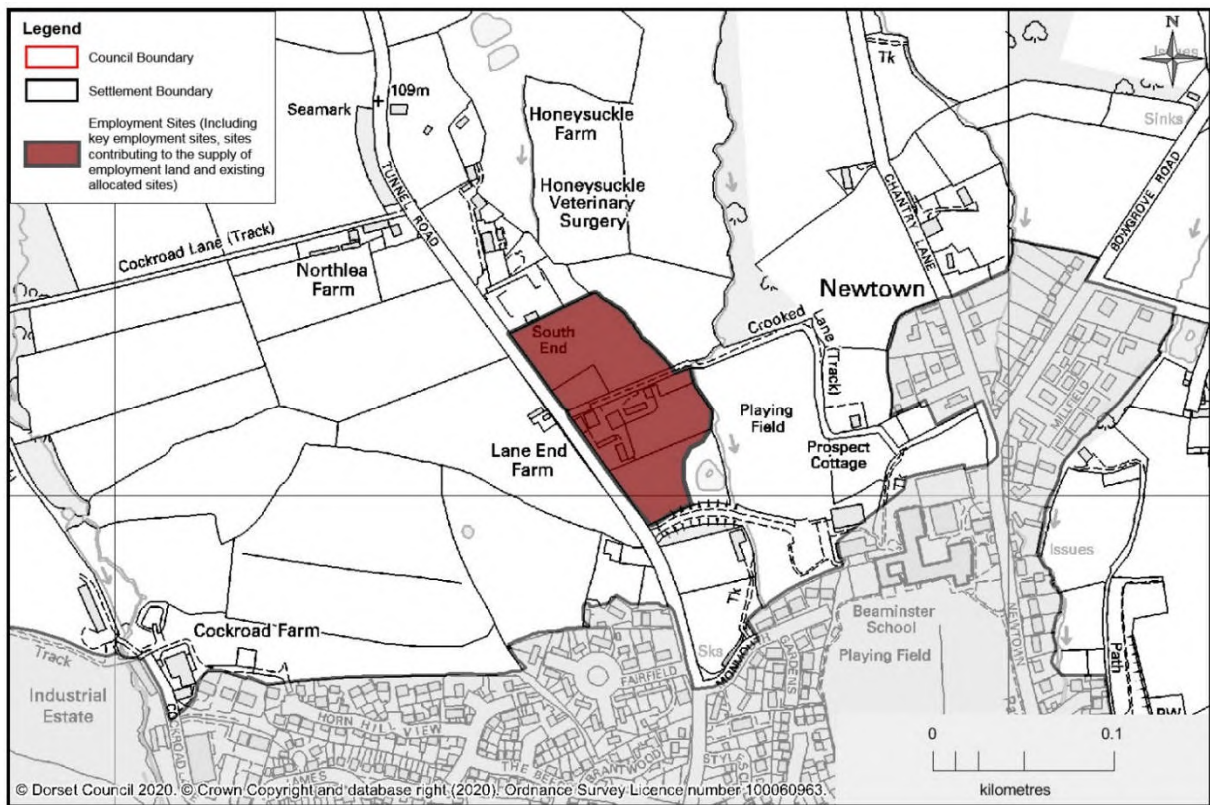 Legend
Council Boundary
Settlement Boundary
Employment Sites (Including
key employment sites, sites
contributing to the supply of
employment land and existing
allocated sites)
N
Tk
Issues
Seamark
109m
Honeysuckle
Farm
Sinks
Honeysuckle
Veterinary
Surgery
TUNNEL ROAD
CHANTRY LANE
BOWGROVE ROAD
Cockroad Lane (Track)
Northlea
Farm
Newtown
South
End
Crooked
Lane
(Track)
Playing
Field
MILLFIELD
Lane End
Farm
Prospect
Cottage
Issues
Cockroad Farm
Tk
Beaminster
School
NEWTOWN
Track
Sks
Playing Field
Path
Industrial
Estate
FAIRFIELD
GARDENS
HORN HILL
VIEW
BRANTWOOD
0
0.1
kilometres
© Dorset Council 2020. © Crown Copyright and database right (2020). Ordnance Survey Licence number 100060963.